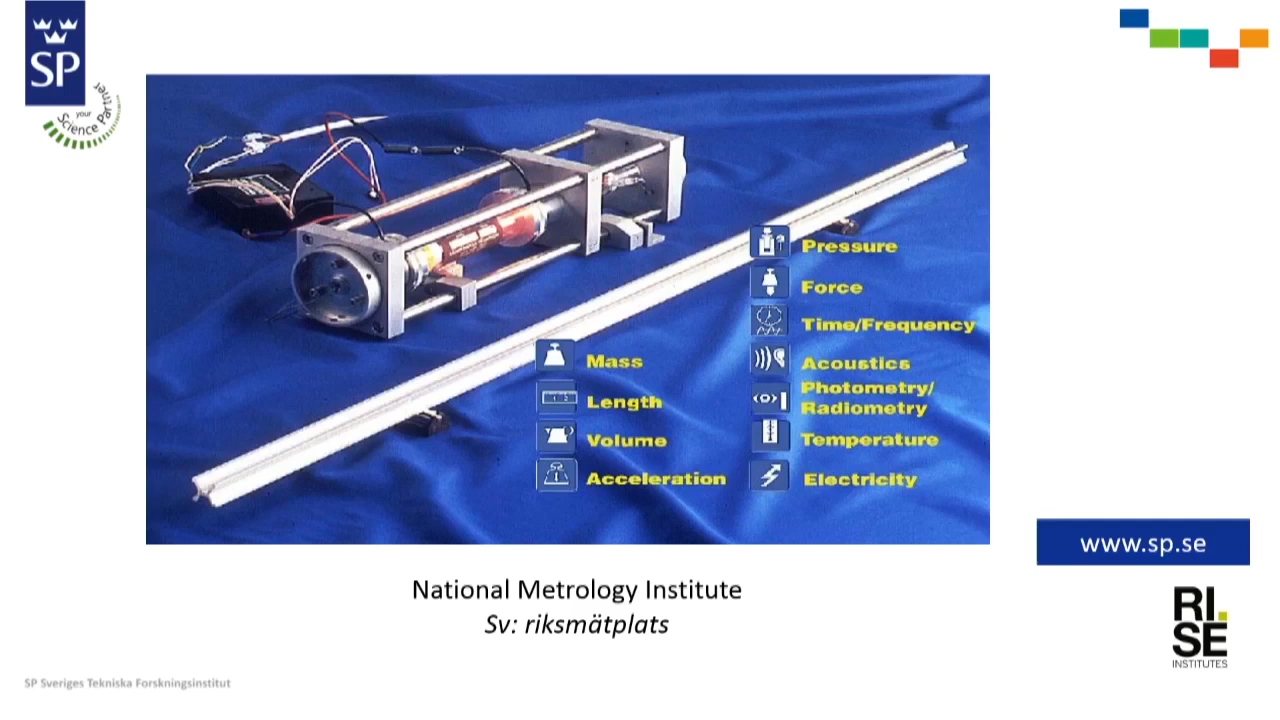 SP
your
Science Partner
Pressure
Force
Time/Frequency
Mass
Acoustics
Length
Photometry/
Radiometry
Volume
Temperature
Acceleration
Electricity
www.sp.se
National Metrology Institute
Sv: riksmätplats
RI.
SE
INSTITUTES
SP Sveriges Tekniska Forskningsinstitut